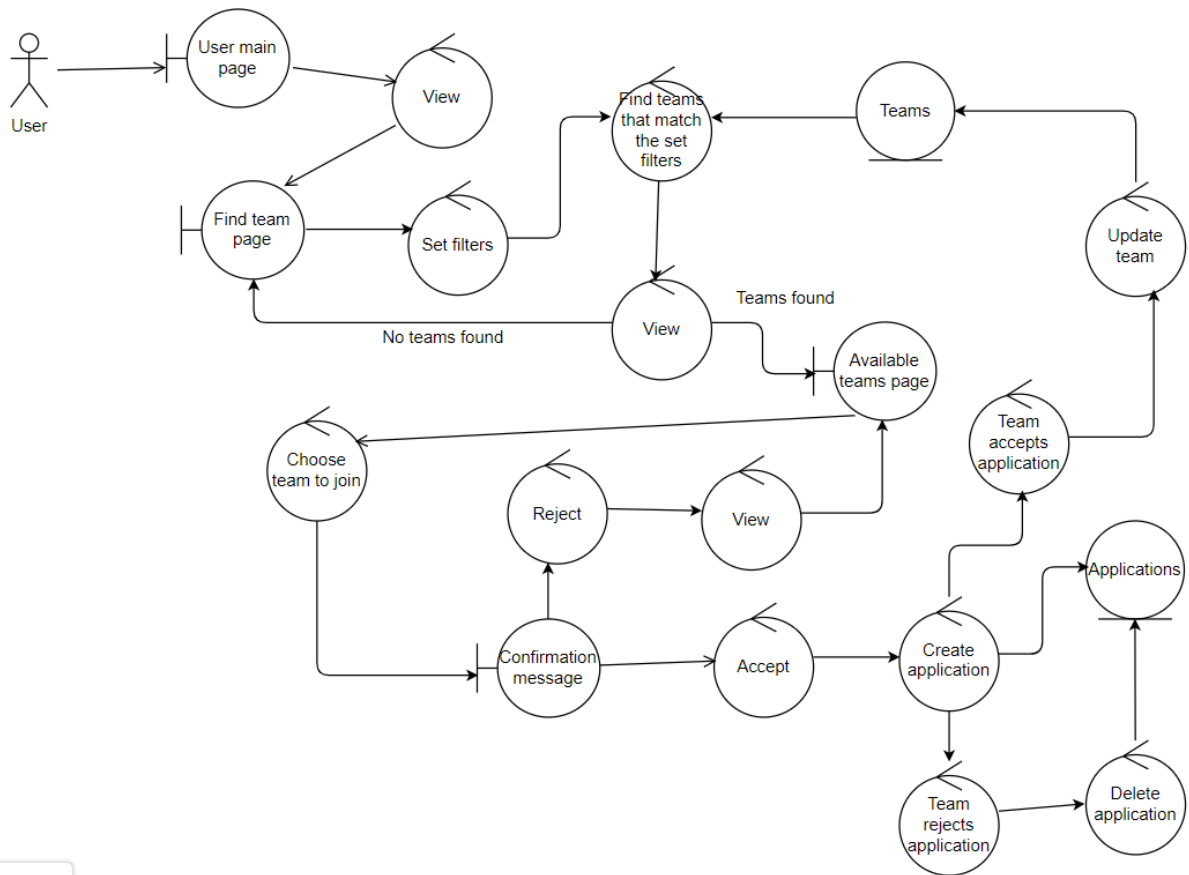 User main
page
User
View
Find teams
that match
the set
filters
Teams
Find team
page
Set filters
Update
team
Teams found
No teams found
View
Available
teams page
Choose
team to join
Team
accepts
application
Reject
View
Applications
Confirmation
message
Accept
Create
application
Team
rejects
application
Delete
application